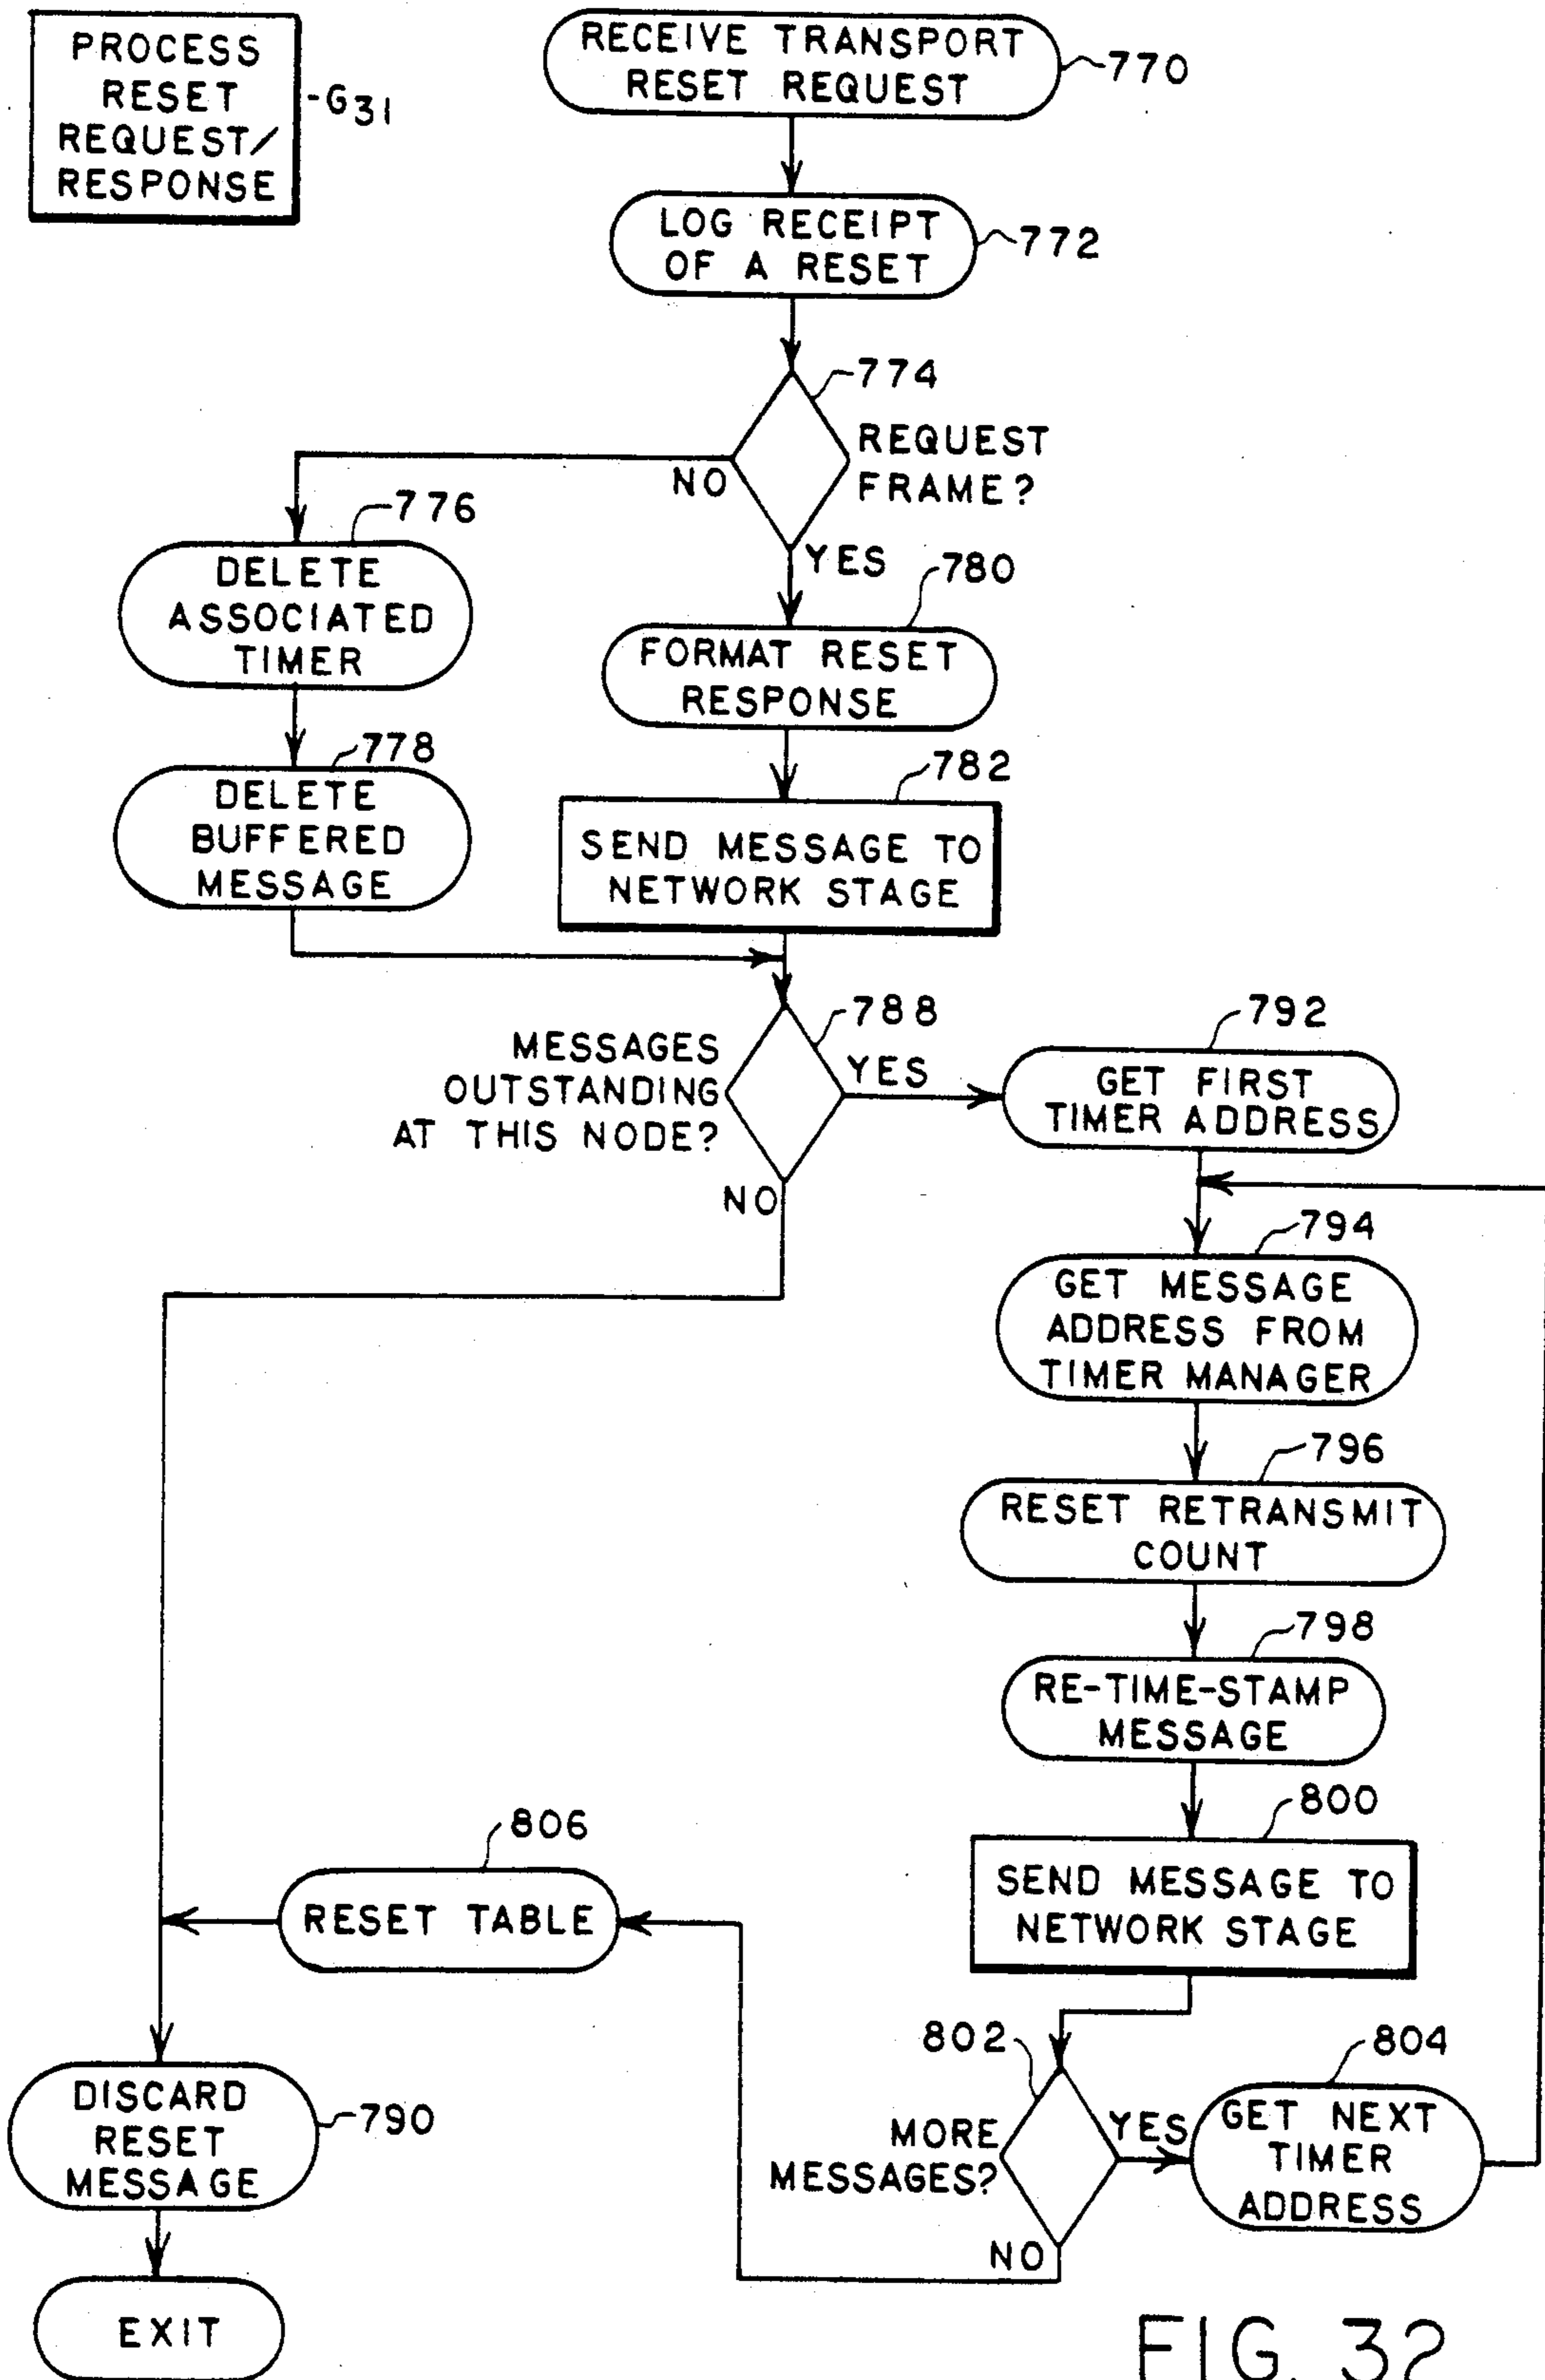 PROCESS
RESET
REQUEST/
RESPONSE
-G31
RECEIVE TRANSPORT
RESET REQUEST
770
LOG RECEIPT
OF A RESET
772
774
REQUEST
FRAME?
NO
YES
776
DELETE
ASSOCIATED
TIMER
780
FORMAT RESET
RESPONSE
778
DELETE
BUFFERED
MESSAGE
782
SEND MESSAGE TO
NETWORK STAGE
788
MESSAGES
OUTSTANDING
AT THIS NODE?
YES
NO
792
GET FIRST
TIMER ADDRESS
794
GET MESSAGE
ADDRESS FROM
TIMER MANAGER
796
RESET RETRANSMIT
COUNT
798
RE-TIME-STAMP
MESSAGE
800
SEND MESSAGE TO
NETWORK STAGE
806
RESET TABLE
802
MORE
MESSAGES?
YES
NO
804
GET NEXT
TIMER
ADDRESS
DISCARD
RESET
MESSAGE
790
EXIT
FIG. 32